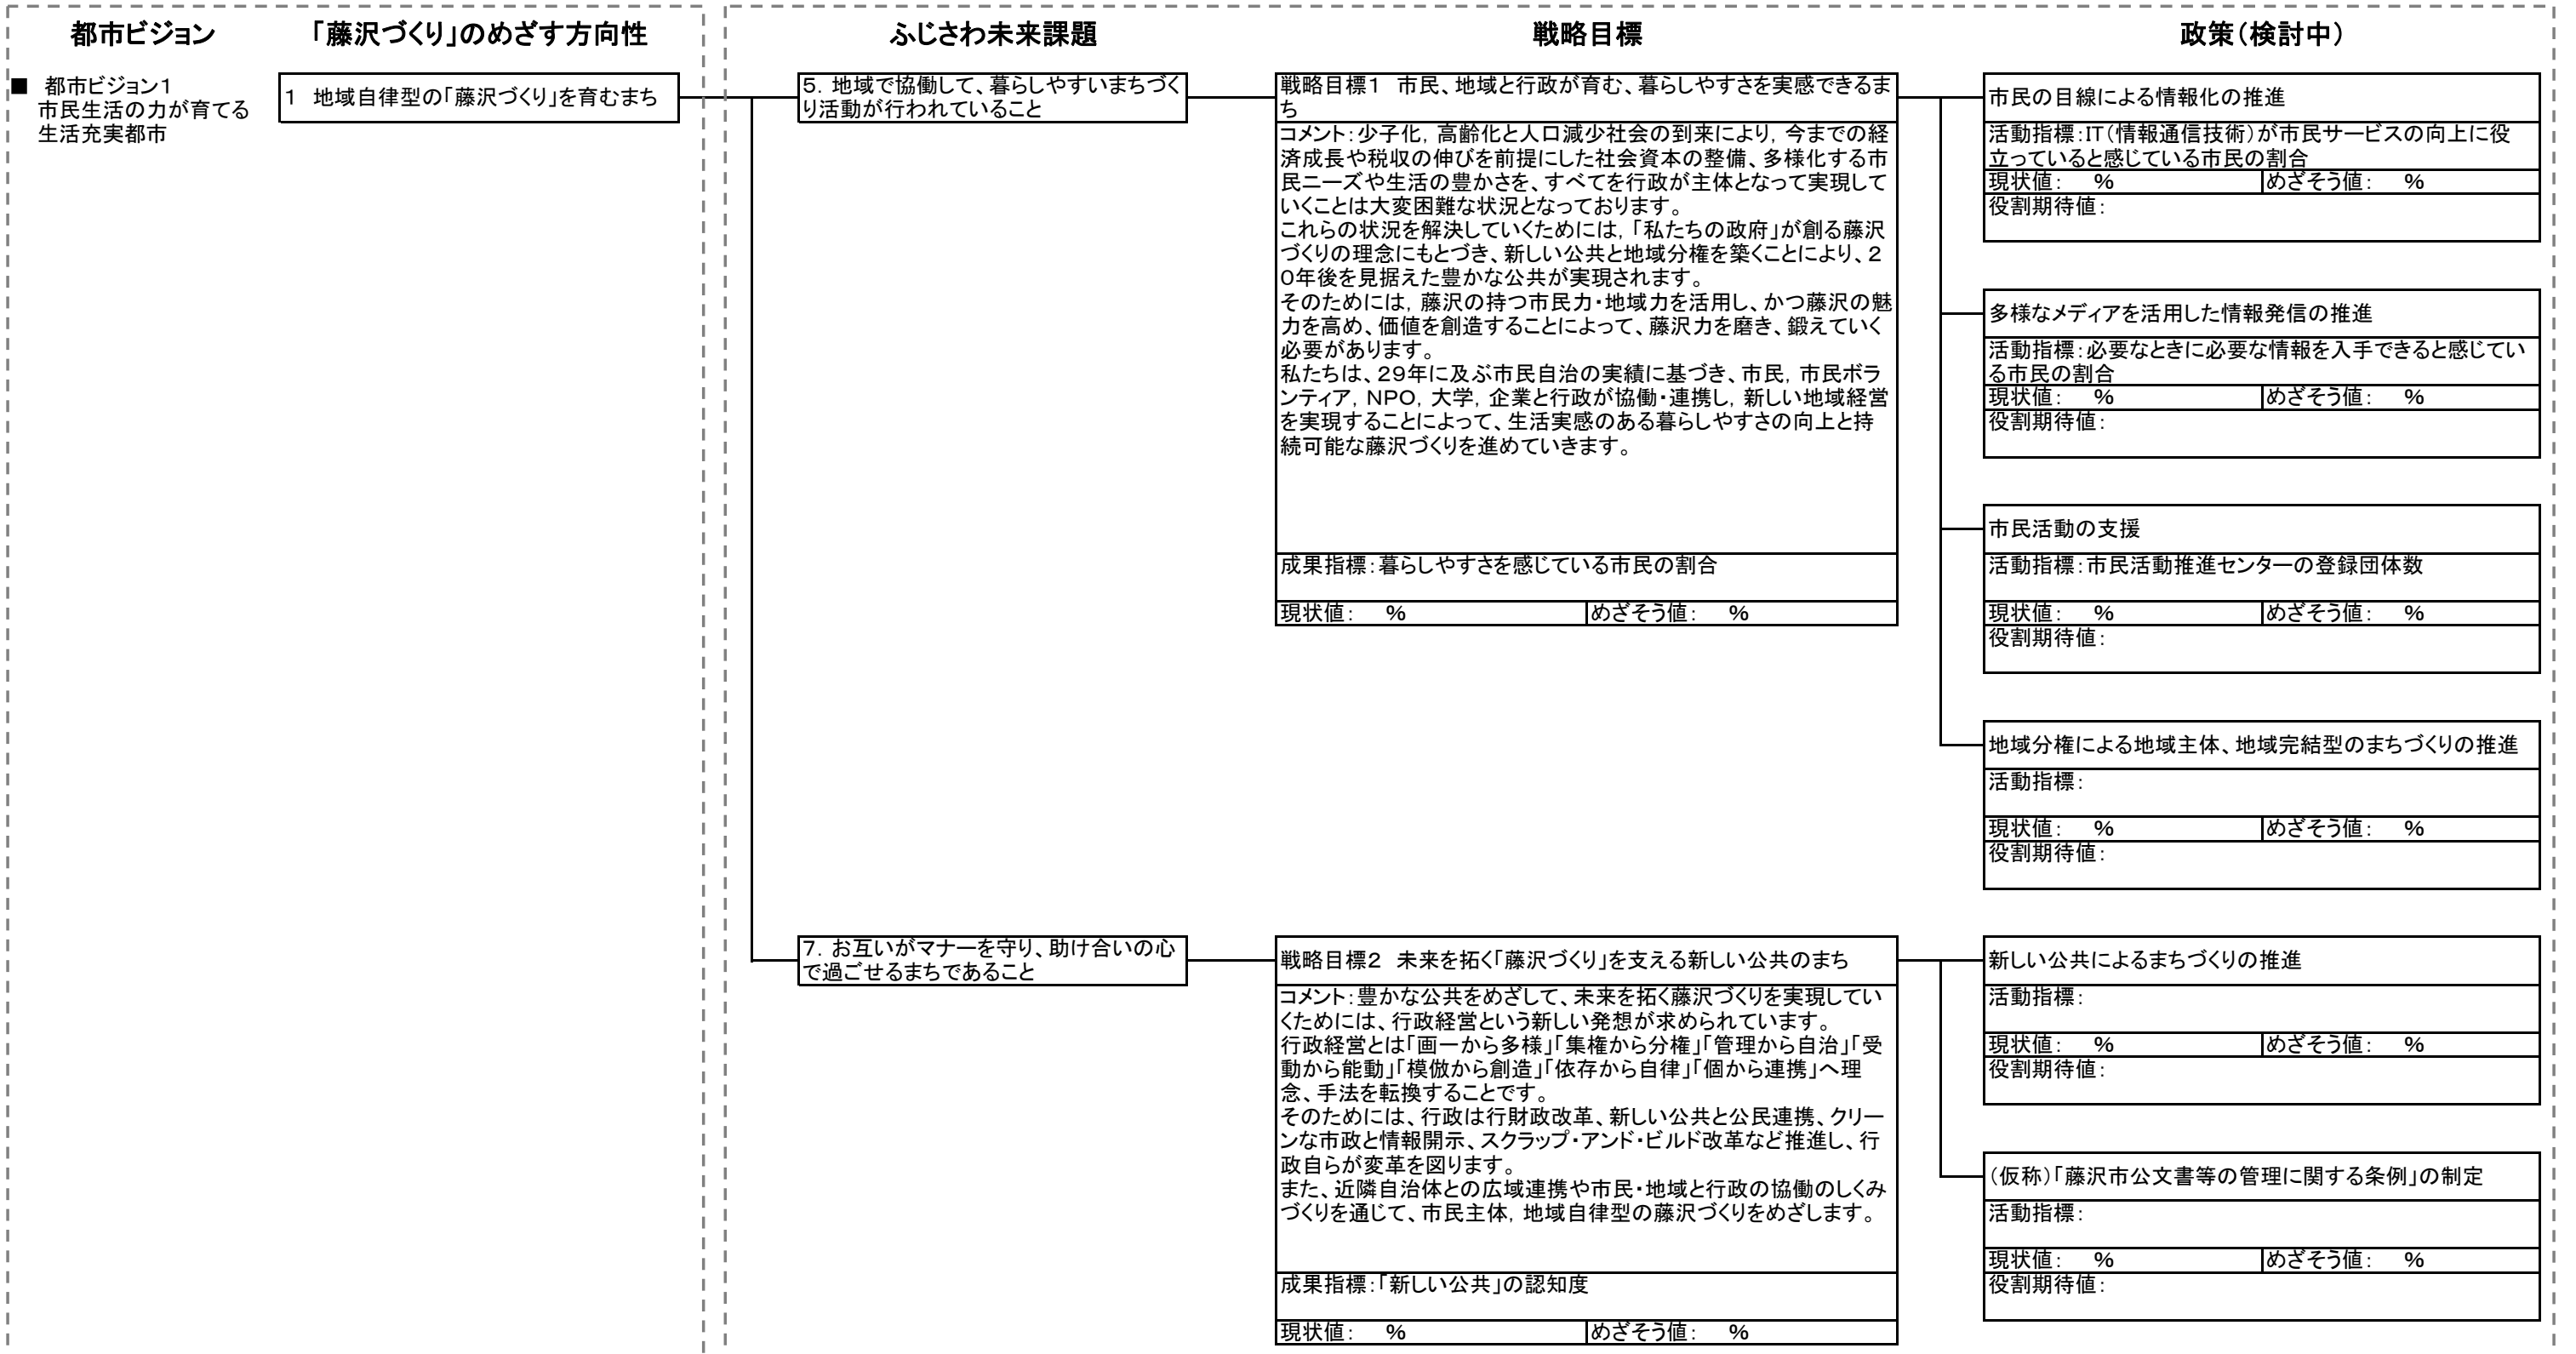 都市ビジョン
「藤沢づくり」のめざす方向性
ふじさわ未来課題
戦略目標
政策（検討中）
■ 都市ビジョン1
市民生活の力が育てる
生活充実都市
1 地域自律型の「藤沢づくり」を育むまち
5．地域で協働して、暮らしやすいまちづく
り活動が行われていること
戦略目標1 市民、地域と行政が育む、暮らしやすさを実感できるま
ち
コメント：少子化，高齢化と人口減少社会の到来により，今までの経
済成長や税収の伸びを前提にした社会資本の整備、多様化する市
民ニーズや生活の豊かさを、すべてを行政が主体となって実現して
いくことは大変困難な状況となっております。
これらの状況を解決していくためには，「私たちの政府」が創る藤沢
づくりの理念にもとづき、新しい公共と地域分権を築くことにより、２
０年後を見据えた豊かな公共が実現されます。
そのためには，藤沢の持つ市民力・地域力を活用し、かつ藤沢の魅
力を高め、価値を創造することによって、藤沢力を磨き、鍛えていく
必要があります。
私たちは、29年に及ぶ市民自治の実績に基づき、市民，市民ボラ
ンティア，NPO，大学，企業と行政が協働・連携し，新しい地域経営
を実現することによって、生活実感のある暮らしやすさの向上と持
続可能な藤沢づくりを進めていきます。
成果指標：暮らしやすさを感じている市民の割合
現状値： % めざそう値： %
市民の目線による情報化の推進
活動指標：IT（情報通信技術）が市民サービスの向上に役
立っていると感じている市民の割合
現状値： % めざそう値： %
役割期待値：
多様なメディアを活用した情報発信の推進
活動指標：必要なときに必要な情報を入手できると感じてい
る市民の割合
現状値： % めざそう値： %
役割期待値：
市民活動の支援
活動指標：市民活動推進センターの登録団体数
現状値： % めざそう値： %
役割期待値：
地域分権による地域主体、地域完結型のまちづくりの推進
活動指標：
現状値： % めざそう値： %
役割期待値：
7．お互いがマナーを守り、助け合いの心
で過ごせるまちであること
戦略目標2 未来を拓く「藤沢づくり」を支える新しい公共のまち
コメント：豊かな公共をめざして、未来を拓く藤沢づくりを実現してい
くためには、行政経営という新しい発想が求められています。
行政経営とは「画一から多様」「集権から分権」「管理から自治」「受
動から能動」「模倣から創造」「依存から自律」「個から連携」へ理
念、手法を転換することです。
そのためには、行政は行財政改革、新しい公共と公民連携、クリー
ンな市政と情報開示、スクラップ・アンド・ビルド改革など推進し、行
政自らが変革を図ります。
また、近隣自治体との広域連携や市民・地域と行政の協働のしくみ
づくりを通じて、市民主体，地域自律型の藤沢づくりをめざします。
成果指標：「新しい公共」の認知度
現状値： % めざそう値： %
新しい公共によるまちづくりの推進
活動指標：
現状値： % めざそう値： %
役割期待値：
（仮称）「藤沢市公文書等の管理に関する条例」の制定
活動指標：
現状値： % めざそう値： %
役割期待値：